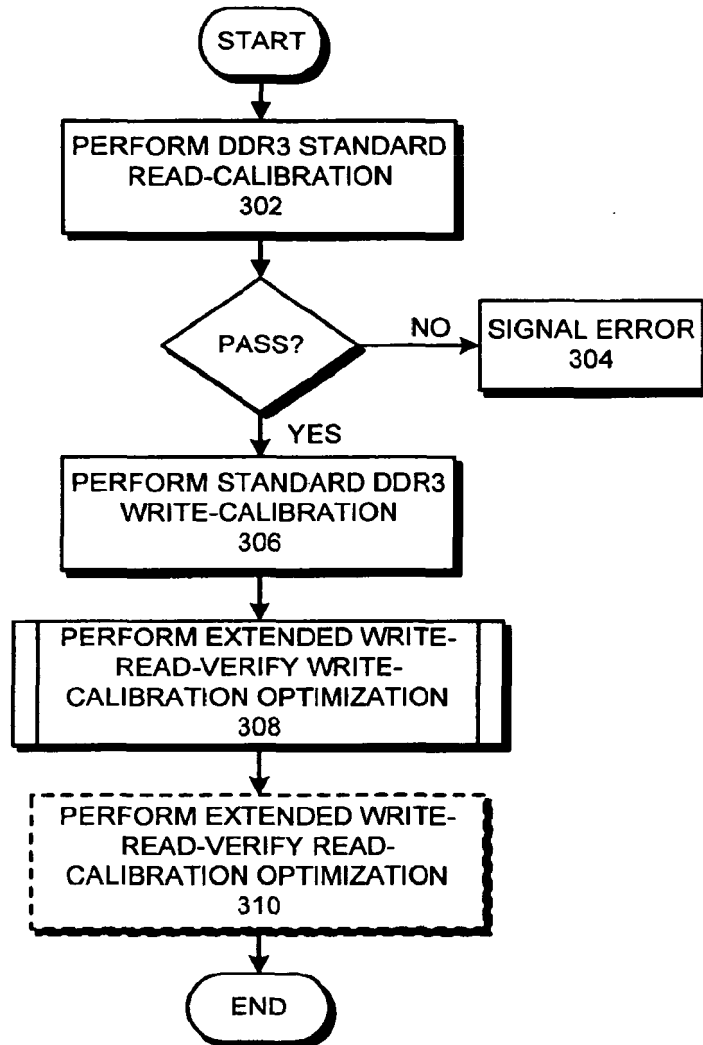 START
PERFORM DDR3 STANDARD
READ-CALIBRATION
302
PASS?
NO
SIGNAL ERROR
304
YES
PERFORM STANDARD DDR3
WRITE-CALIBRATION
306
PERFORM EXTENDED WRITE-
READ-VERIFY WRITE-
CALIBRATION OPTIMIZATION
308
PERFORM EXTENDED WRITE-
READ-VERIFY READ-
CALIBRATION OPTIMIZATION
310
END